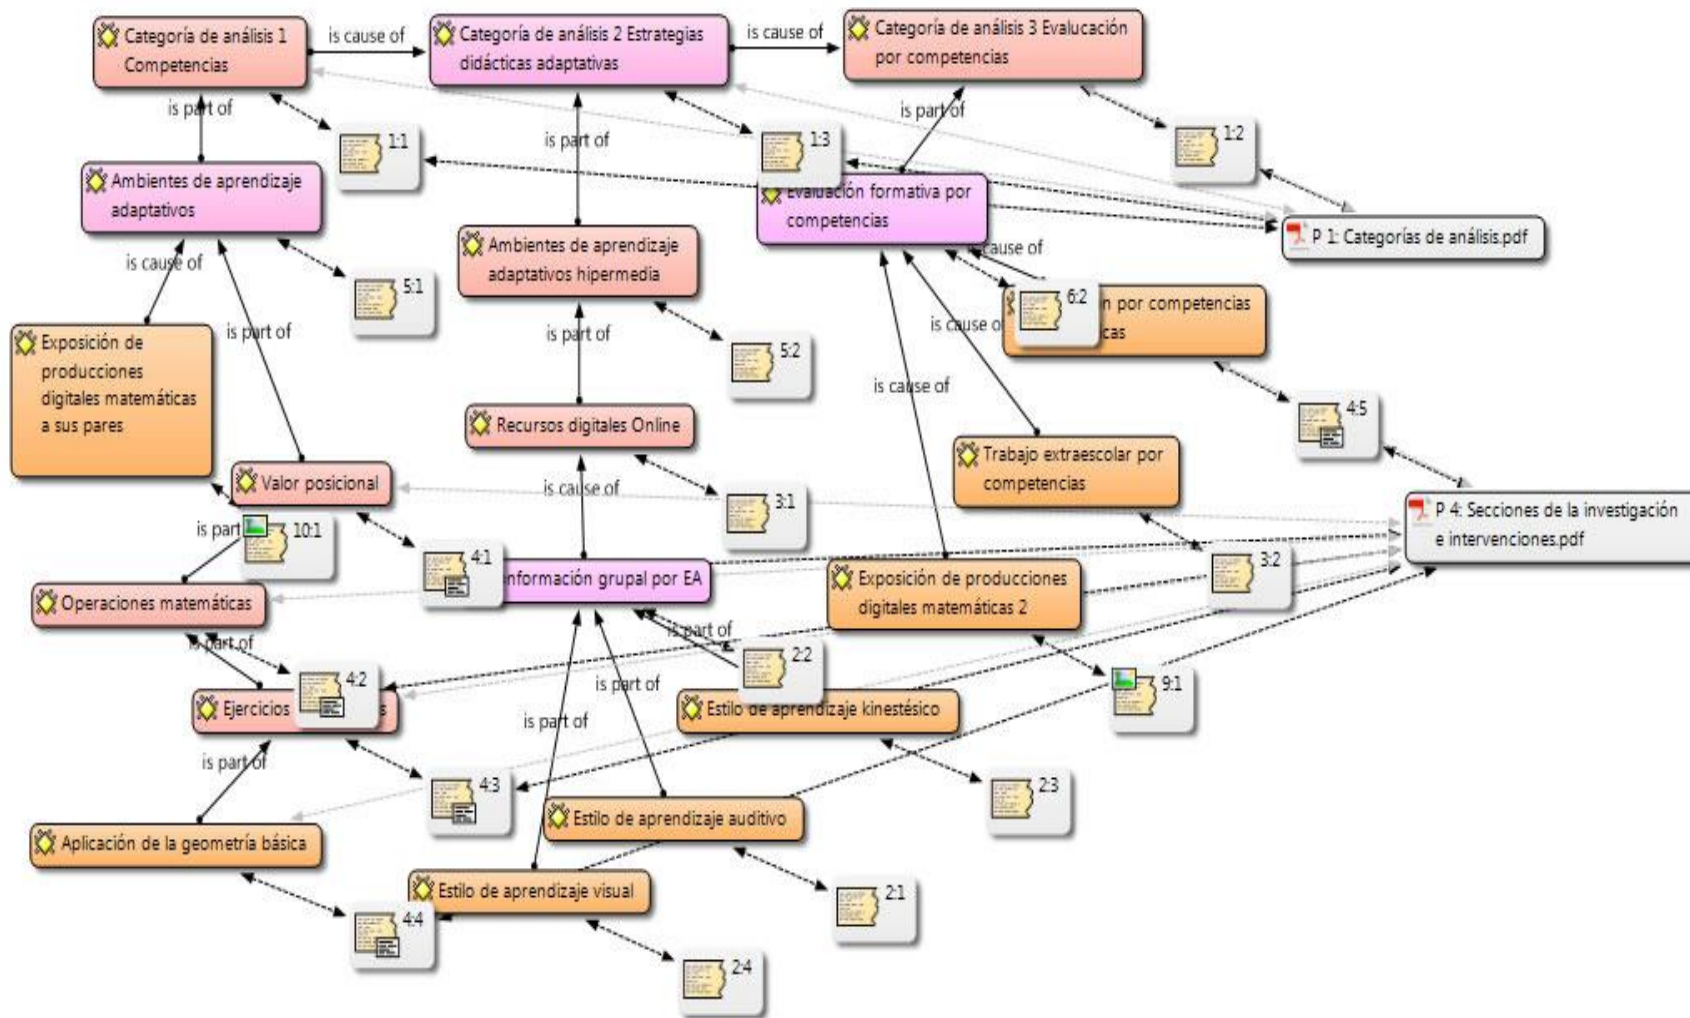 Categoría de análisis 1
Competencias
is cause of
Categoría de análisis 2 Estrategias
didácticas adaptativas
is cause of
Categoría de análisis 3 Evalucación
por competencias
is part of
is part of
is part of
1:1
1:3
1:2
Ambientes de aprendizaje
adaptativos
Evaluación formativa por
competencias
P 1: Categorías de análisis.pdf
Ambientes de aprendizaje
adaptativos hipermedia
is cause of
is cause of
5:1
6:2
por competencias
Exposición de
producciones
digitales matemáticas
a sus pares
is part of
is part of
is cause of
5:2
is cause of
4:5
Recursos digitales Online
Trabajo extraescolar por
competencias
Valor posicional
is cause of
3:1
P 4: Secciones de la investigación
e intervenciones.pdf
is part
10:1
4:1
3:2
Operaciones matemáticas
grupal por EA
Exposición de producciones
digitales matemáticas 2
is part of
is part of
4:2
2:2
9:1
Ejercicios
is part of
is part of
Estilo de aprendizaje kinestésico
is part of
4:3
2:3
Aplicación de la geometría básica
Estilo de aprendizaje auditivo
Estilo de aprendizaje visual
4:4
2:1
2:4